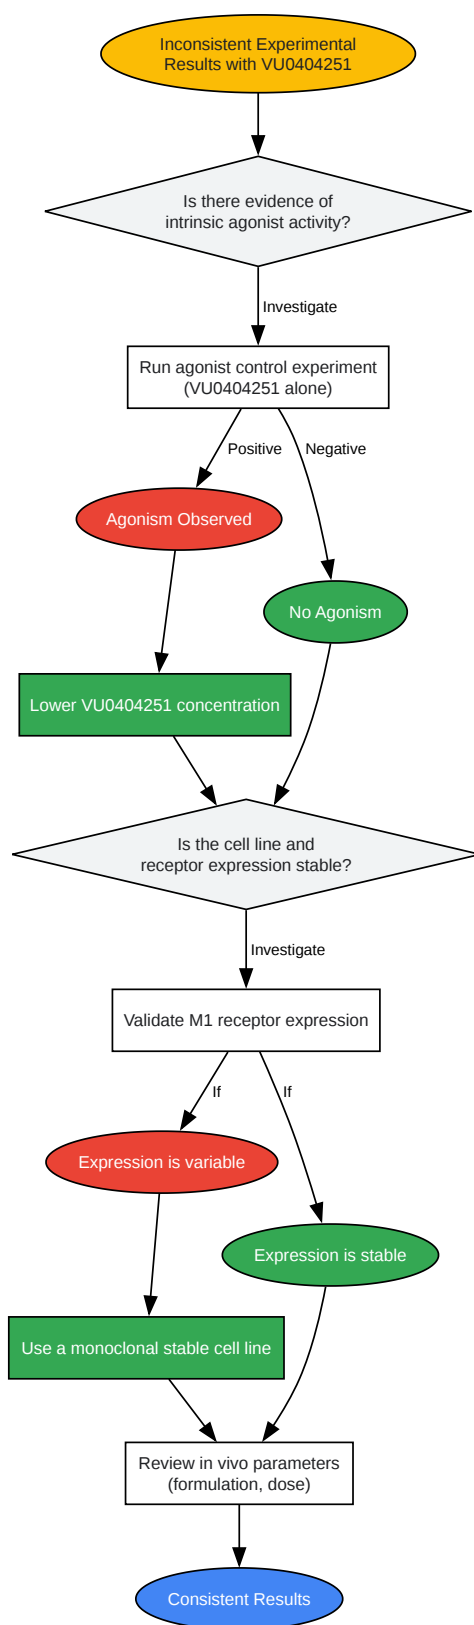 Inconsistent Experimental
Results with VU0404251
Is there evidence of
intrinsic agonist activity?
Investigate
Run agonist control experiment
(VU0404251 alone)
Positive
Negative
Agonism Observed
No Agonism
Lower VU0404251 concentration
Is the cell line and
receptor expression stable?
Investigate
Validate M1 receptor expression
If
If
Expression is variable
Expression is stable
Use a monoclonal stable cell line
Review in vivo parameters
(formulation, dose)
Consistent Results